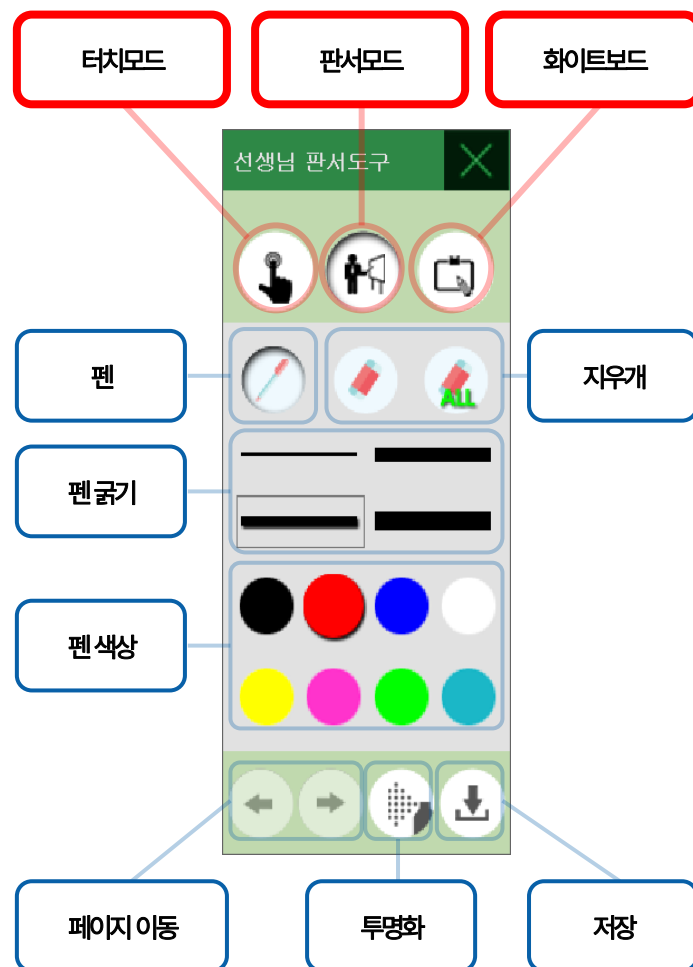 터치모드
판서모드
화이트보드
선생님 판서도구
펜
지우개
ALL
펜 굵기
펜 색상
페이지 이동
투명화
저장